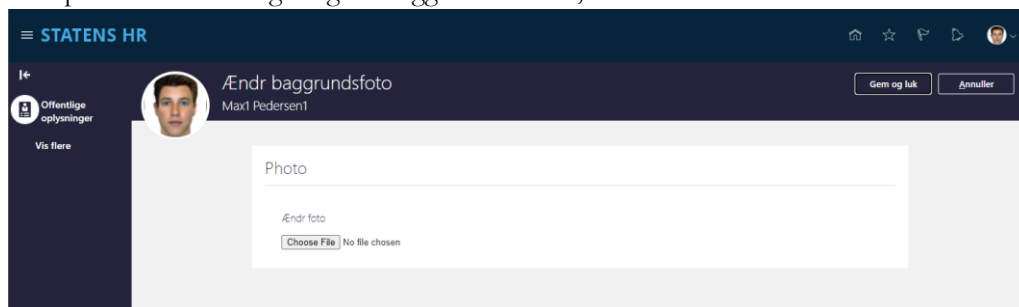 STATENS HR
Ændr baggrundsfoto
Max1 Pedersen1
Gem og luk
Annuller
Offentlige
oplysninger
Vis flere
Photo
Ændr foto
Choose File No file chosen